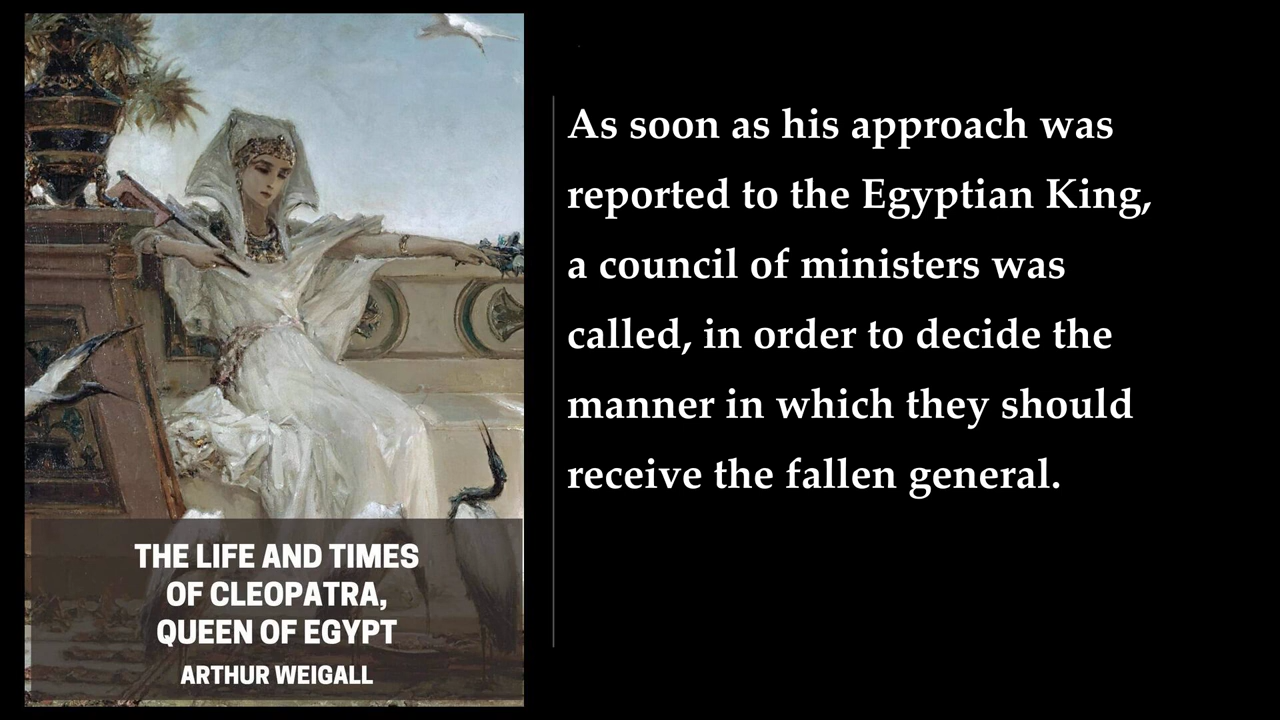 As soon as his approach was
reported to the Egyptian King,
a council of ministers was
called, in order to decide the
manner in which they should
receive the fallen general.
THE LIFE AND TIMES
OF CLEOPATRA,
QUEEN OF EGYPT
ARTHUR WEIGALL